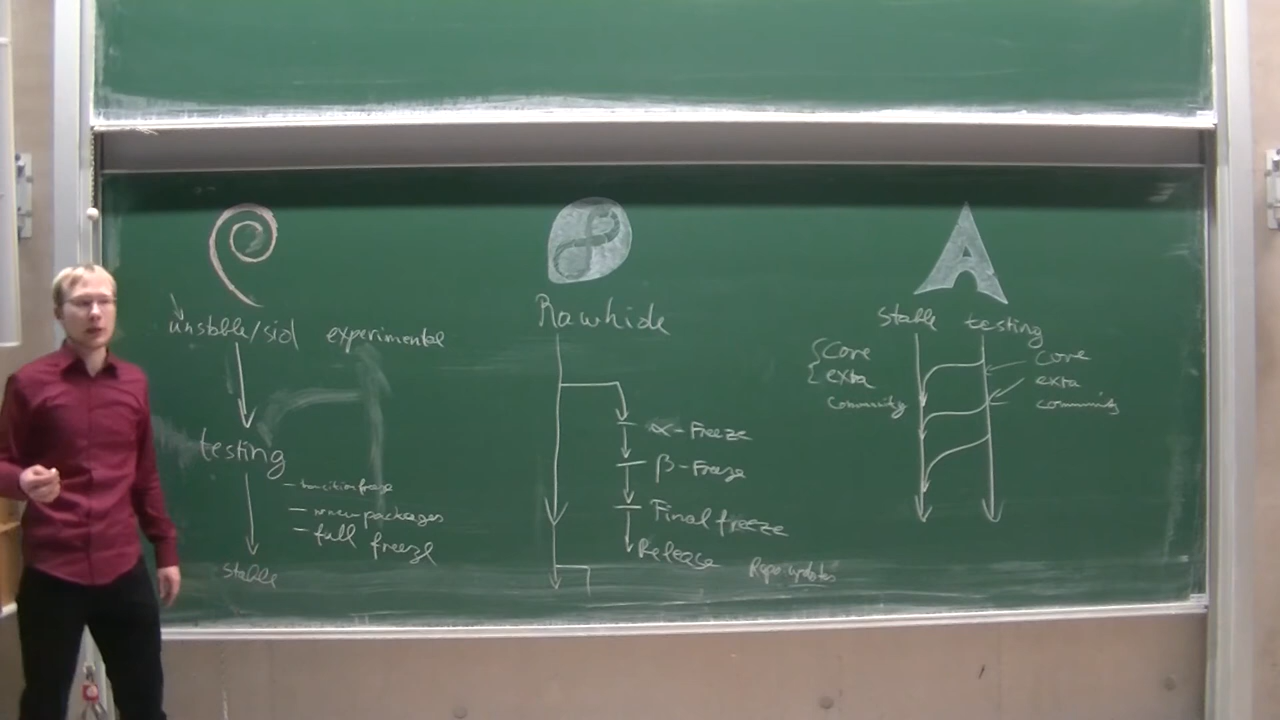 unstable/sid experimental
testing
- transition freeze
- no new packages
- full freeze
stable
Rawhide
α-Freeze
β-Freeze
Final freeze
Release
Repo updates
stable testing
core
extra
community
core
extra
community